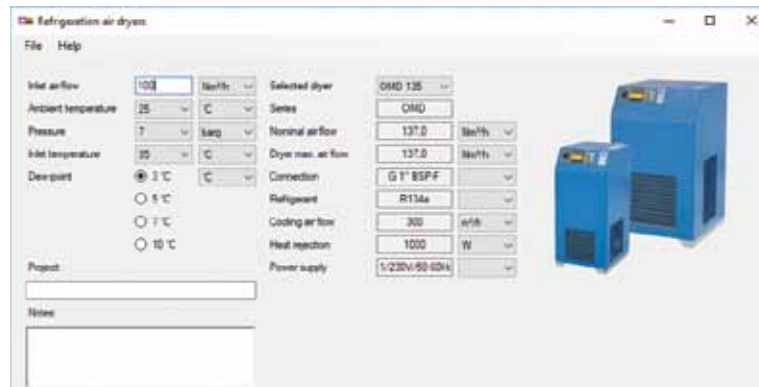 Refrigeration air dryers
File Help
Inlet airflow 100 Nm³/h Selected dryer OMD 135
Ambient temperature 25 °C Series OMD
Pressure 7 barg Nominal airflow 137,0 Nm³/h
Inlet temperature 35 °C Dryer max. air flow 137,0 Nm³/h
Dew-point 3 °C °C Connection G 1" BSP-F
5 °C Refrigerant R134a
7 °C Cooling air flow 300 m³/h
10 °C Heat rejection 1000 W
Project Power supply 1/230V/50-60Hz
Notes